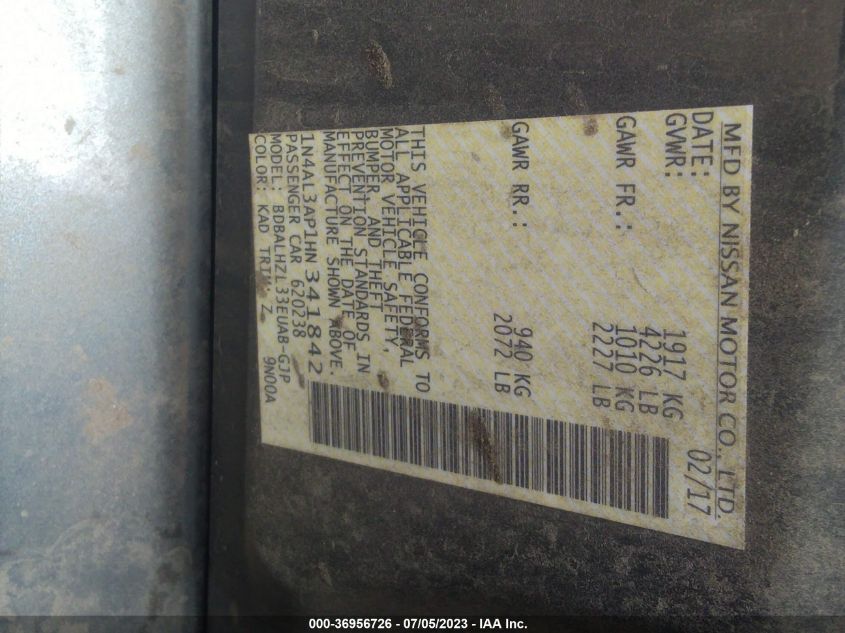 MFD BY NISSAN MOTOR CO., LTD.
DATE: 02/17
GVWR: 1917 KG
4226 LB
GAWR FR.: 1010 KG
2227 LB
GAWR RR.: 940 KG
2072 LB
THIS VEHICLE CONFORMS TO
ALL APPLICABLE FEDERAL
MOTOR VEHICLE SAFETY,
BUMPER, AND THEFT
PREVENTION STANDARDS IN
EFFECT ON THE DATE OF
MANUFACTURE SHOWN ABOVE.
1N4AL3AP1HN341842
PASSENGER CAR 620238
MODEL: BDBALHZL33EUAB-GJP
COLOR: KAD TRIM: Z 9N00A
000-36956726 - 07/05/2023 - IAA Inc.